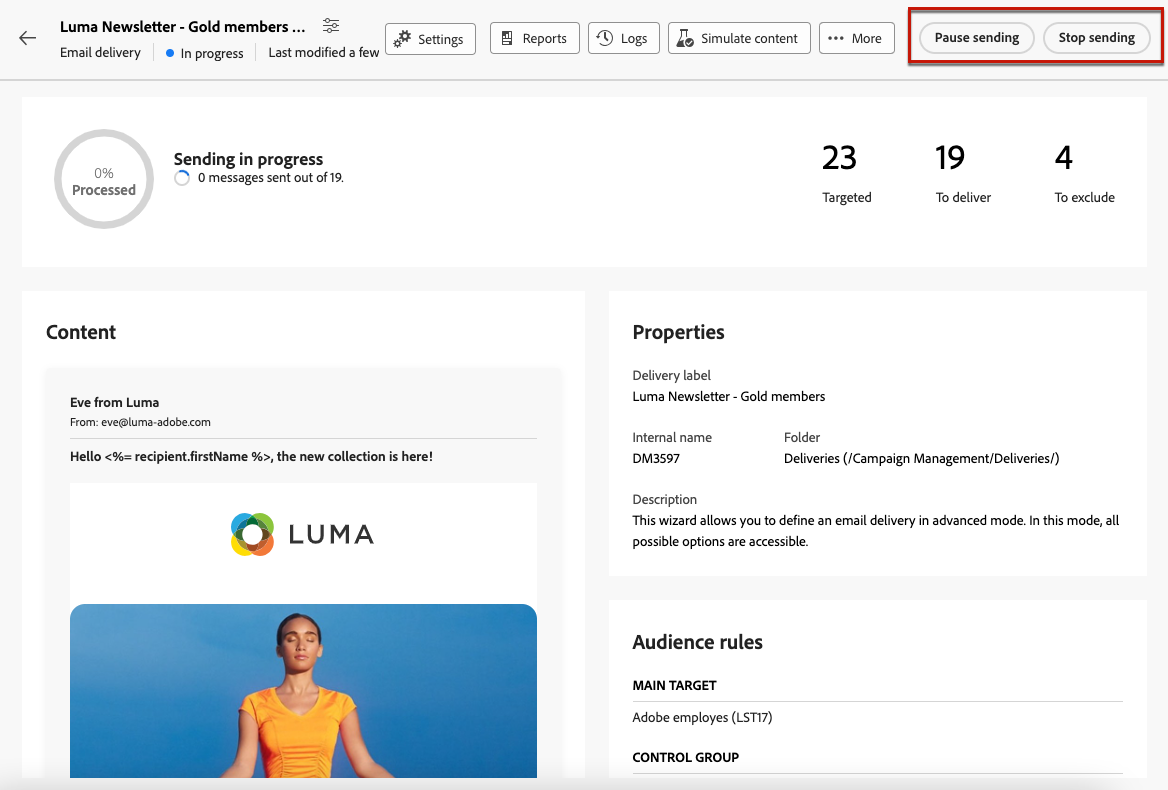 Luma Newsletter - Gold members ...
Email delivery
In progress
Last modified a few
Settings
Reports
Logs
Simulate content
More
Pause sending
Stop sending
0%
Processed
Sending in progress
0 messages sent out of 19.
23
Targeted
19
To deliver
4
To exclude
Content
Eve from Luma
From: eve@luma-adobe.com
Hello <%= recipient.firstName %>, the new collection is here!
LUMA
Properties
Delivery label
Luma Newsletter - Gold members
Internal name
DM3597
Folder
Deliveries (/Campaign Management/Deliveries/)
Description
This wizard allows you to define an email delivery in advanced mode. In this mode, all
possible options are accessible.
Audience rules
MAIN TARGET
Adobe employes (LST17)
CONTROL GROUP